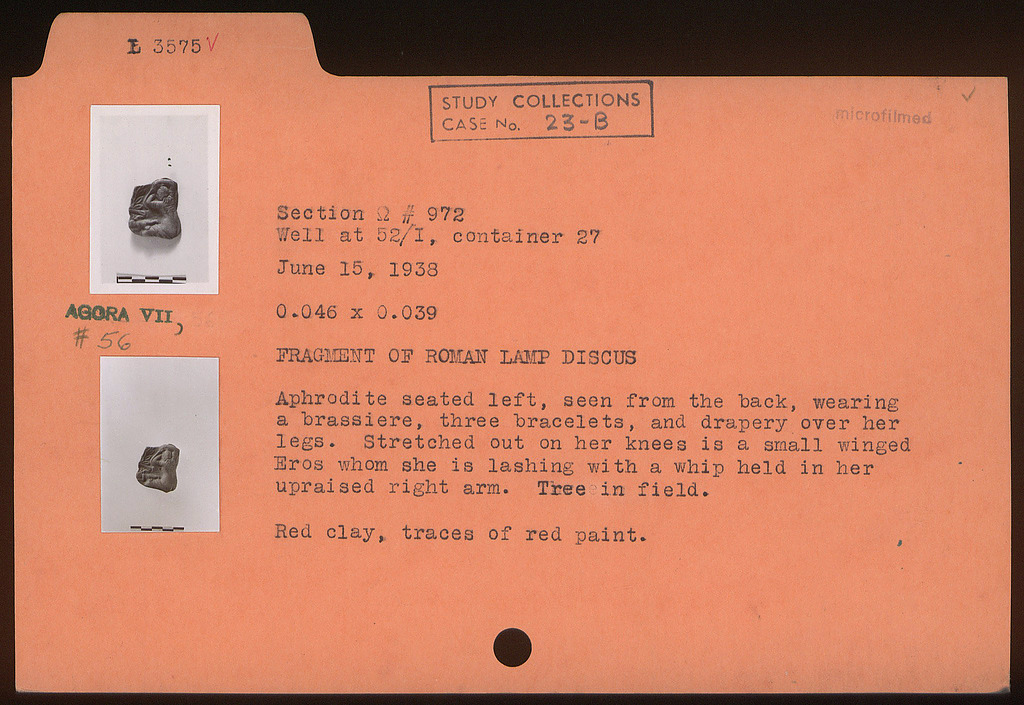 L 3575 V
STUDY COLLECTIONS
CASE No. 23-B
microfilmed
Section Ω # 972
Well at 52/I, container 27
June 15, 1938
AGORA VII,
# 56
0.046 x 0.039
FRAGMENT OF ROMAN LAMP DISCUS
Aphrodite seated left, seen from the back, wearing
a brassiere, three bracelets, and drapery over her
legs. Stretched out on her knees is a small winged
Eros whom she is lashing with a whip held in her
upraised right arm. Tree in field.
Red clay, traces of red paint.